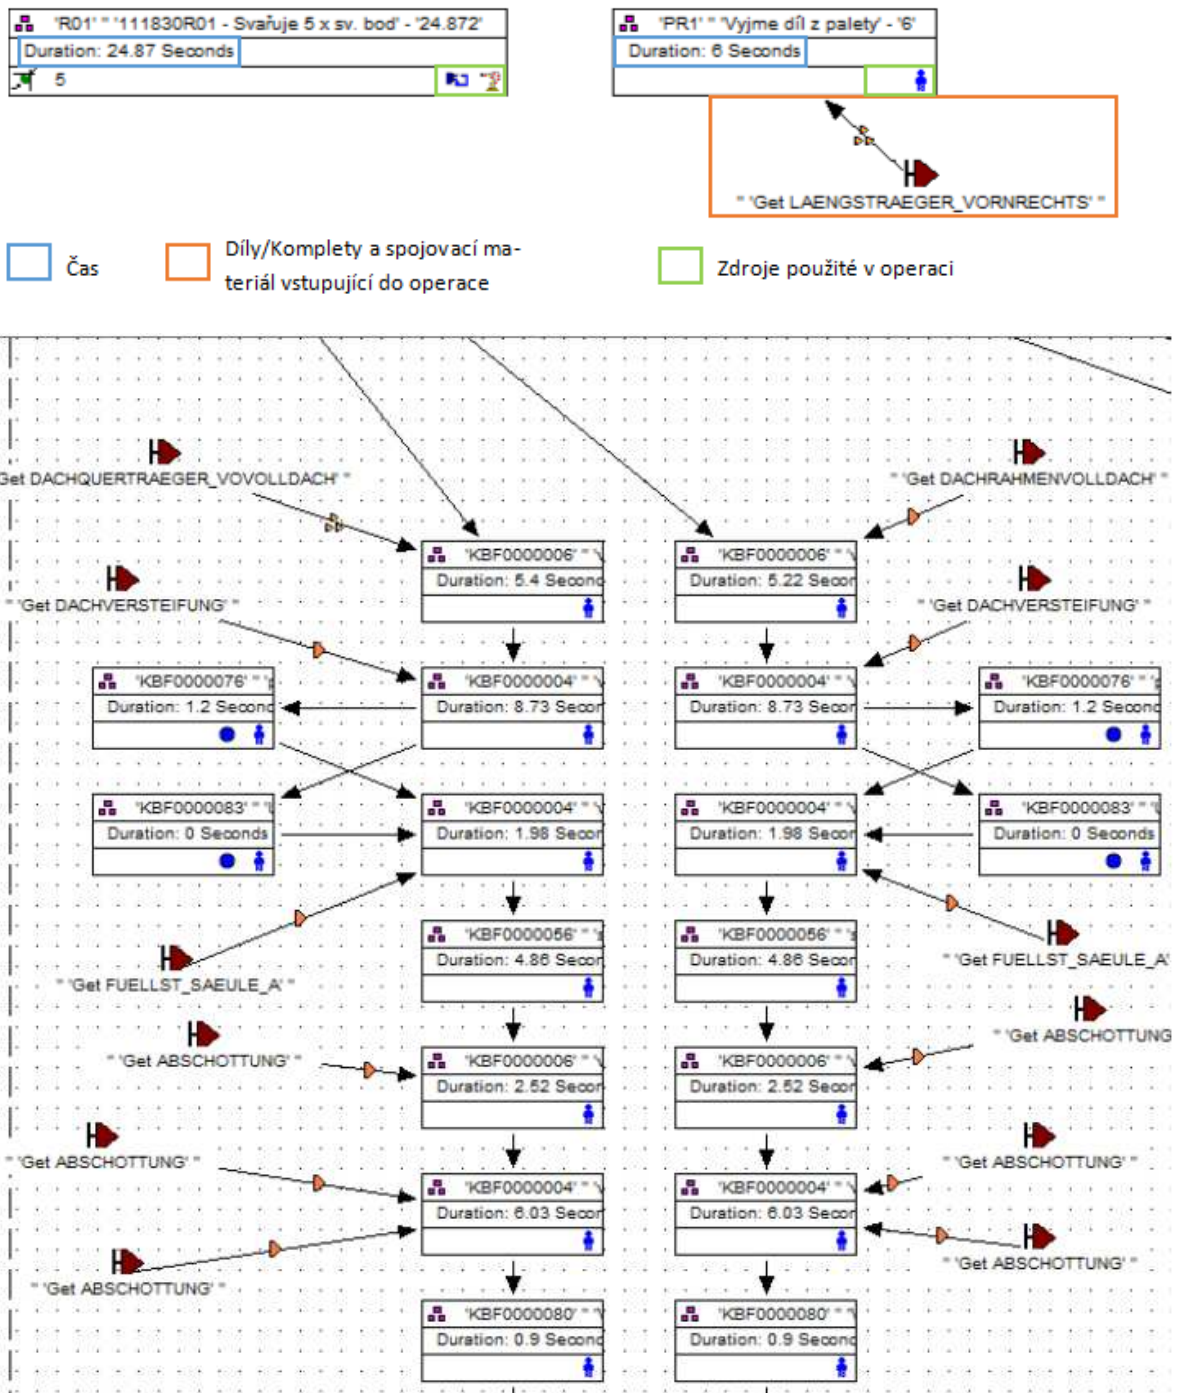 'R01' " '111830R01 - Svařuje 5 x sv. bod' - '24.872'
Duration: 24.87 Seconds
5
'PR1' " 'Vyjme díl z palety' - '6'
Duration: 6 Seconds
" 'Get LAENGSTRAEGER_VORNRECHTS' "
Čas
Díly/Komplety a spojovací ma-
teriál vstupující do operace
Zdroje použité v operaci
Get DACHQUERTRAEGER_VOVOLLDACH' "
" 'Get DACHRAHMENVOLLDACH' "
'KBF0000006' "
Duration: 5.4 Second
'KBF0000006' "
Duration: 5.22 Secon
" 'Get DACHVERSTEIFUNG' "
" 'Get DACHVERSTEIFUNG' "
'KBF0000076' "
Duration: 1.2 Second
'KBF0000004' "
Duration: 8.73 Secon
'KBF0000004' "
Duration: 8.73 Secon
'KBF0000076' "
Duration: 1.2 Second
'KBF0000083' "
Duration: 0 Seconds
'KBF0000004' "
Duration: 1.98 Secon
'KBF0000004' "
Duration: 1.98 Secon
'KBF0000083' "
Duration: 0 Seconds
'KBF0000056' "
Duration: 4.86 Secon
'KBF0000056' "
Duration: 4.86 Secon
" 'Get FUELLST_SAEULE_A' "
" 'Get FUELLST_SAEULE_A'
" 'Get ABSCHOTTUNG' "
" 'Get ABSCHOTTUNG
'KBF0000006' "
Duration: 2.52 Secon
'KBF0000006' "
Duration: 2.52 Secon
" 'Get ABSCHOTTUNG' "
" 'Get ABSCHOTTUNG' "
'KBF0000004' "
Duration: 6.03 Secon
'KBF0000004' "
Duration: 6.03 Secon
" 'Get ABSCHOTTUNG' "
" 'Get ABSCHOTTUNG' "
'KBF0000080' "
Duration: 0.9 Second
'KBF0000080' "
Duration: 0.9 Second